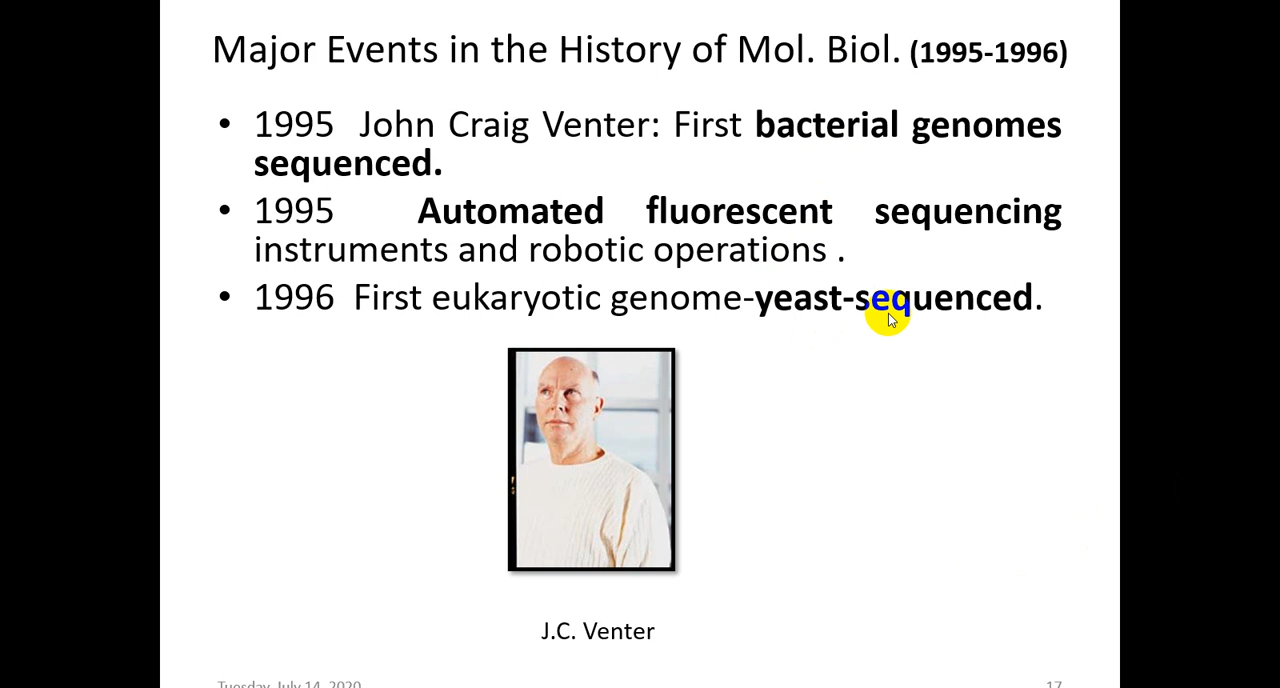 Major Events in the History of Mol. Biol. (1995-1996)
• 1995 John Craig Venter: First bacterial genomes
sequenced.
• 1995 Automated fluorescent sequencing
instruments and robotic operations .
• 1996 First eukaryotic genome-yeast-sequenced.
J.C. Venter
Tuesday, July 14, 2020
17